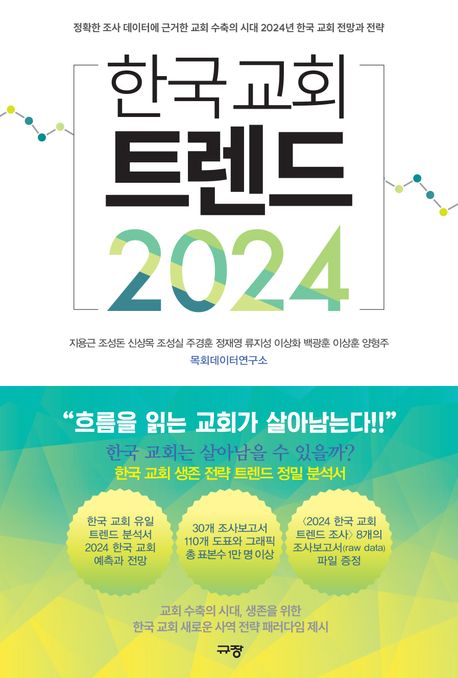 정확한 조사 데이터에 근거한 교회 수축의 시대 2024년 한국 교회 전망과 전략
한국 교회
트렌드
2024
지용근 조성돈 신상목 조성실 주경훈 정재영 류지성 이상화 백광훈 이상훈 양형주
목회데이터연구소
“흐름을 읽는 교회가 살아남는다!!”
한국 교회는 살아남을 수 있을까?
한국 교회 생존 전략 트렌드 정밀 분석서
한국 교회 유일
트렌드 분석서
2024 한국 교회
예측과 전망
30개 조사보고서
110개 도표와 그래픽
총 표본수 1만 명 이상
〈2024 한국 교회
트렌드 조사〉 8개의
조사보고서(raw data)
파일 증정
교회 수축의 시대, 생존을 위한
한국 교회 새로운 사역 전략 패러다임 제시
규장